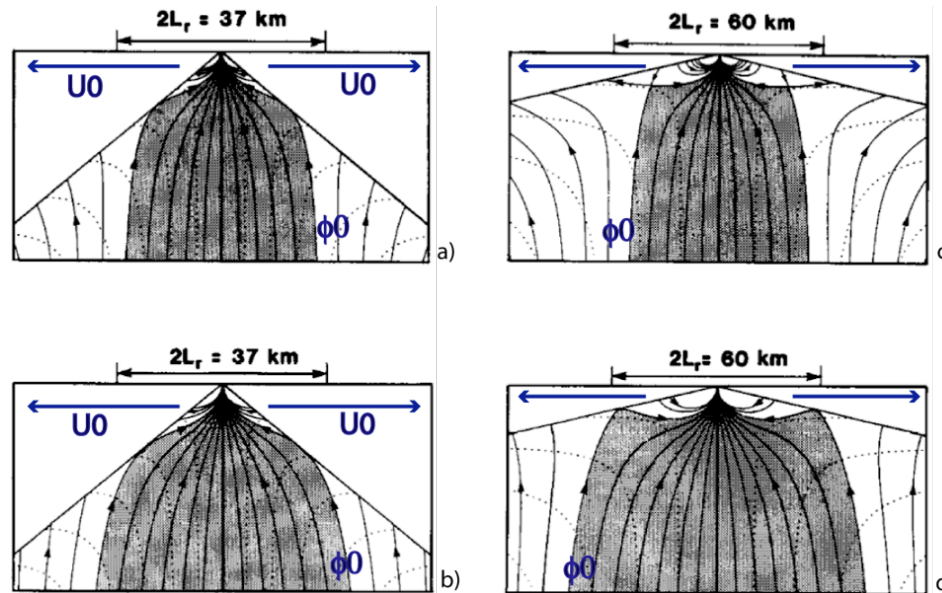 2Lr = 37 km
U0 U0
ϕ0
a)
2Lr = 60 km
ϕ0
c
2Lr = 37 km
U0 U0
ϕ0
b)
2Lr = 60 km
ϕ0
c